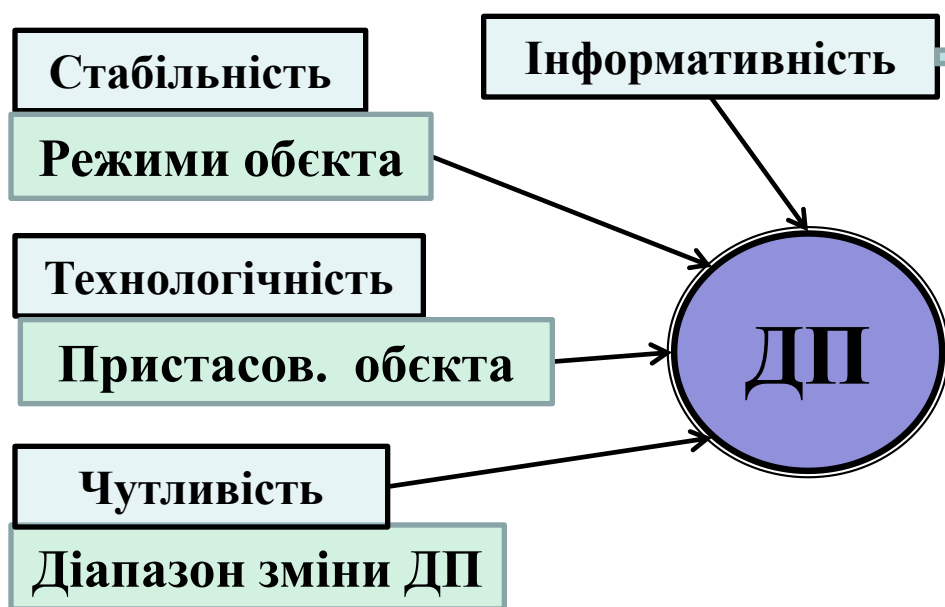 Стабільність
Режими обєкта
Інформативність
Технологічність
Пристасов. обєкта
ДП
Чутливість
Діапазон зміни ДП